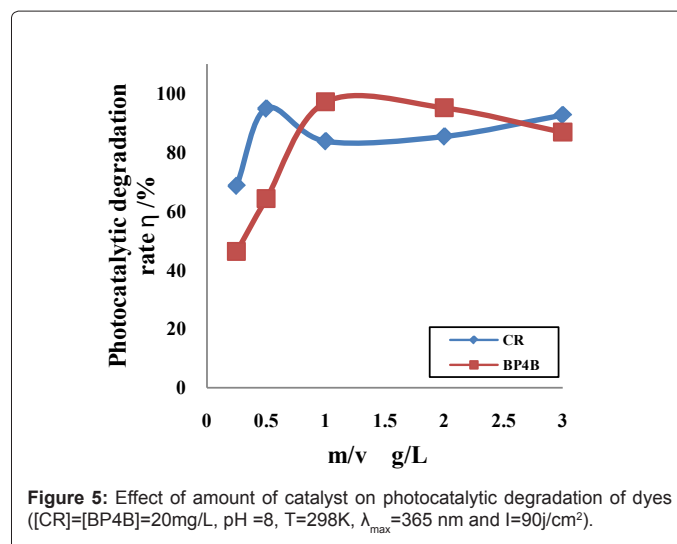 Photocatalytic degradation
rate η /%
100
80
60
40
20
0
0 0.5 1 1.5 2 2.5 3
m/v g/L
CR
BP4B
Figure 5: Effect of amount of catalyst on photocatalytic degradation of dyes
([CR]=[BP4B]=20mg/L, pH =8, T=298K, λmax=365 nm and I=90j/cm²).